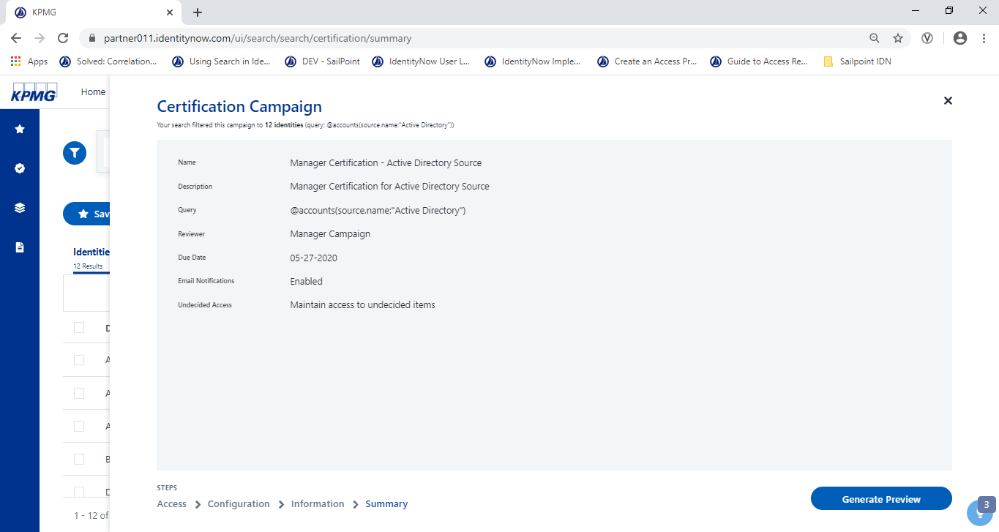 KPMG
partner011.identitynow.com/ui/search/search/certification/summary
Apps Solved: Correlation... Using Search in Ide... DEV - SailPoint IdentityNow User L... IdentityNow Imple... Create an Access Pr... Guide to Access Re... Sailpoint IDN
KPMG Home
Certification Campaign
Your search filtered this campaign to 12 identities (query: @accounts(source.name:"Active Directory"))
Name Manager Certification - Active Directory Source
Description Manager Certification for Active Directory Source
Query @accounts(source.name:"Active Directory")
Reviewer Manager Campaign
Due Date 05-27-2020
Email Notifications Enabled
Undecided Access Maintain access to undecided items
Sav
Identitie
12 Results
D
A
A
A
B
D
1 - 12 of
STEPS
Access > Configuration > Information > Summary
Generate Preview
3